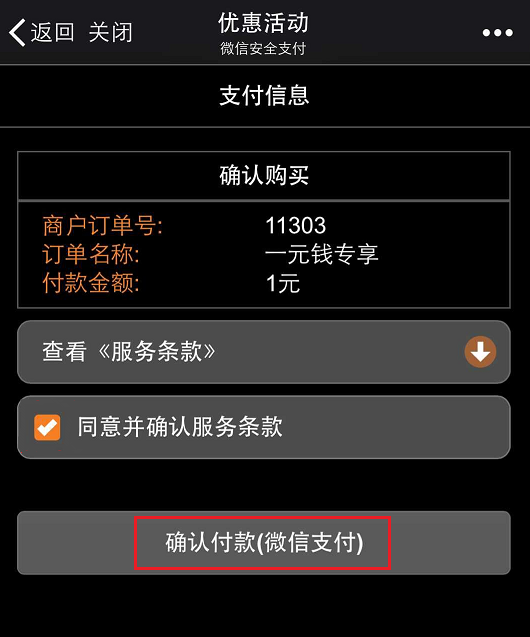 返回 关闭 优惠活动
微信安全支付
支付信息
确认购买
商户订单号: 11303
订单名称: 一元钱专享
付款金额: 1元
查看《服务条款》
同意并确认服务条款
确认付款(微信支付)